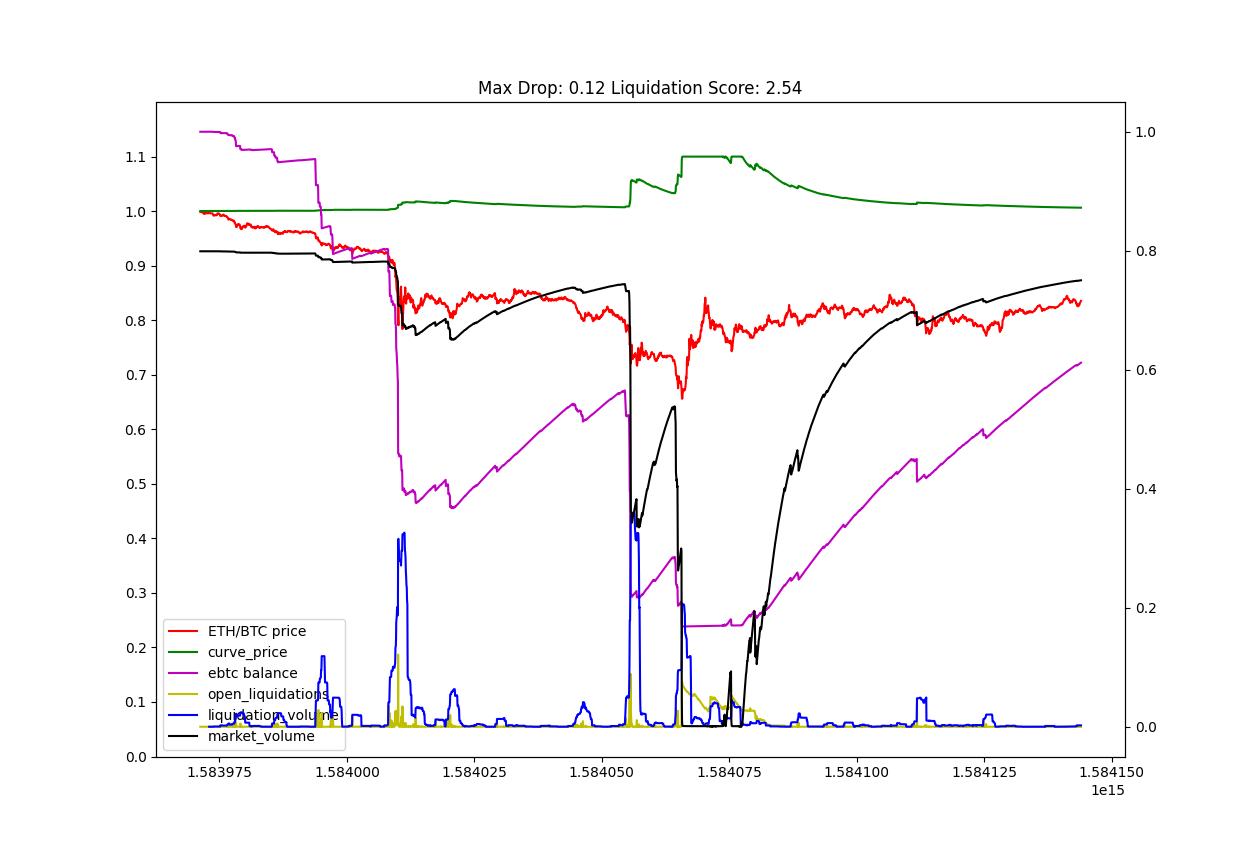 Max Drop: 0.12 Liquidation Score: 2.54
1.1
1.0
0.9
0.8
0.7
0.6
0.5
0.4
0.3
0.2
0.1
0.0
1.0
0.8
0.6
0.4
0.2
0.0
ETH/BTC price
curve_price
ebtc balance
open_liquidations
liquidation_volume
market_volume
1.583975 1.584000 1.584025 1.584050 1.584075 1.584100 1.584125 1.584150
1e15